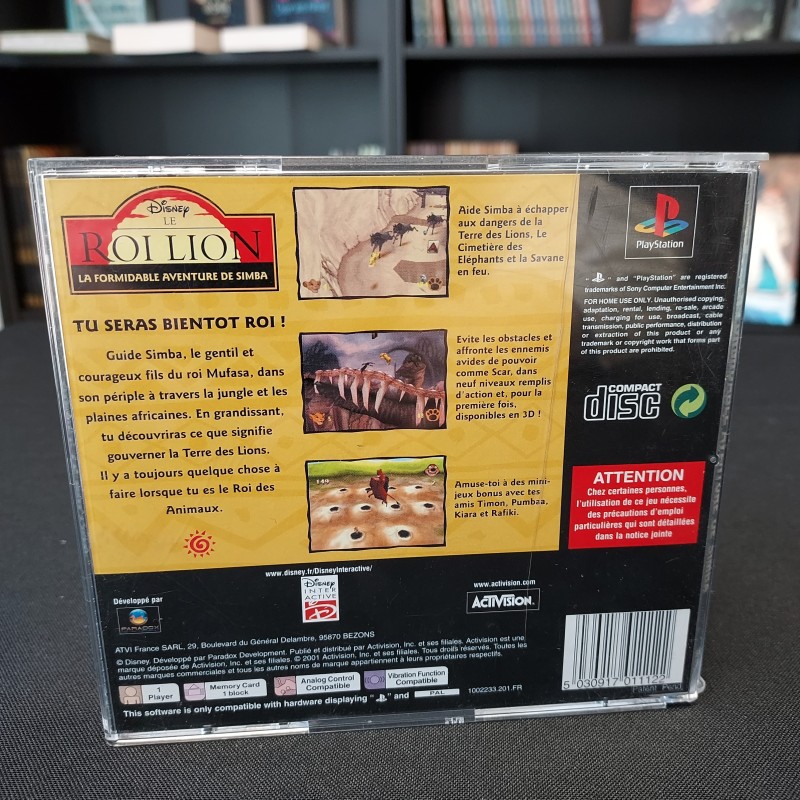 Disney
LE
ROI LION
LA FORMIDABLE AVENTURE DE SIMBA
TU SERAS BIENTOT ROI !
Guide Simba, le gentil et
courageux fils du roi Mufasa, dans
son périple à travers la jungle et les
plaines africaines. En grandissant,
tu découvriras ce que signifie
gouverner la Terre des Lions.
Il y a toujours quelque chose à
faire lorsque tu es le Roi des
Animaux.
Aide Simba à échapper
aux dangers de la
Terre des Lions, Le
Cimetière des
Eléphants et la Savane
en feu.
Evite les obstacles et
affronte les ennemis
avides de pouvoir
comme Scar, dans
neuf niveaux remplis
d'action et, pour la
première fois,
disponibles en 3D !
149
Amuse-toi à des mini-
jeux bonus avec tes
amis Timon, Pumbaa,
Kiara et Rafiki.
PlayStation
" " and "PlayStation" are registered
trademarks of Sony Computer Entertainment Inc.
FOR HOME USE ONLY. Unauthorised copying,
adaptation, rental, lending, re-sale, arcade
use, charging for use, broadcast, cable
transmission, public performance, distribution
or extraction of this product or any
trademark or copyright work that forms part
of this product are prohibited.
COMPACT
disc
ATTENTION
Chez certaines personnes,
l'utilisation de ce jeu nécessite
des précautions d'emploi
particulières qui sont détaillées
dans la notice jointe
www.disney.fr/DisneyInteractive/
Disney
INTER
ACTIVE
www.activision.com
ACTIVISION.
Développé par
PARADOX
ATVI France SARL, 29, Boulevard du Général Delambre, 95870 BEZONS
© Disney. Développé par Paradox Development. Publié et distribué par Activision, Inc. et ses filiales. Activision est une
marque déposée de Activision, Inc. et ses filiales. © 2001 Activision, Inc. et ses filiales. Tous droits réservés. Toutes les
autres marques commerciales et tous les autres noms de marque appartiennent à leurs propriétaires respectifs.
1
Player
Memory Card
1 block
Analog Control
Compatible
Vibration Function
Compatible
This software is only compatible with hardware displaying " " and PAL
1002233.201.FR
5 030917 011122
Patent Pend